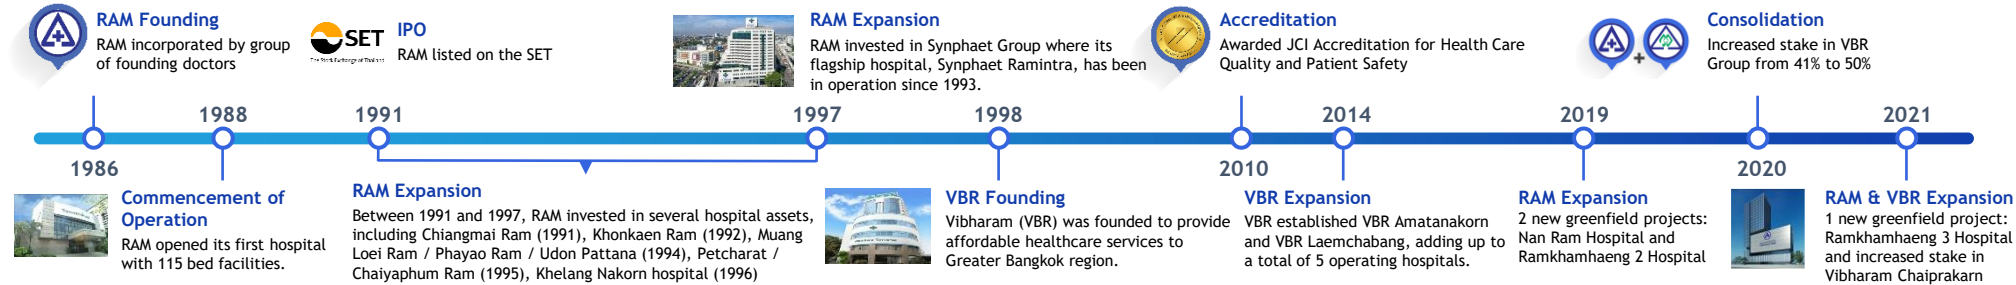 RAM Founding
RAM incorporated by group
of founding doctors
SET
The Stock Exchange of Thailand
IPO
RAM listed on the SET
RAM Expansion
RAM invested in Synphaet Group where its
flagship hospital, Synphaet Ramintra, has been
in operation since 1993.
Accreditation
Awarded JCI Accreditation for Health Care
Quality and Patient Safety
+
Consolidation
Increased stake in VBR
Group from 41% to 50%
1988
1991
1997
1998
2014
2019
2021
1986
2010
2020
Commencement of
Operation
RAM opened its first hospital
with 115 bed facilities.
RAM Expansion
Between 1991 and 1997, RAM invested in several hospital assets,
including Chiangmai Ram (1991), Khonkaen Ram (1992), Muang
Loei Ram / Phayao Ram / Udon Pattana (1994), Petcharat /
Chaiyaphum Ram (1995), Khelang Nakorn hospital (1996)
VBR Founding
Vibharam (VBR) was founded to provide
affordable healthcare services to
Greater Bangkok region.
VBR Expansion
VBR established VBR Amatanakorn
and VBR Laemchabang, adding up to
a total of 5 operating hospitals.
RAM Expansion
2 new greenfield projects:
Nan Ram Hospital and
Ramkhamhaeng 2 Hospital
RAM & VBR Expansion
1 new greenfield project:
Ramkhamhaeng 3 Hospital
and increased stake in
Vibharam Chaiprakarn